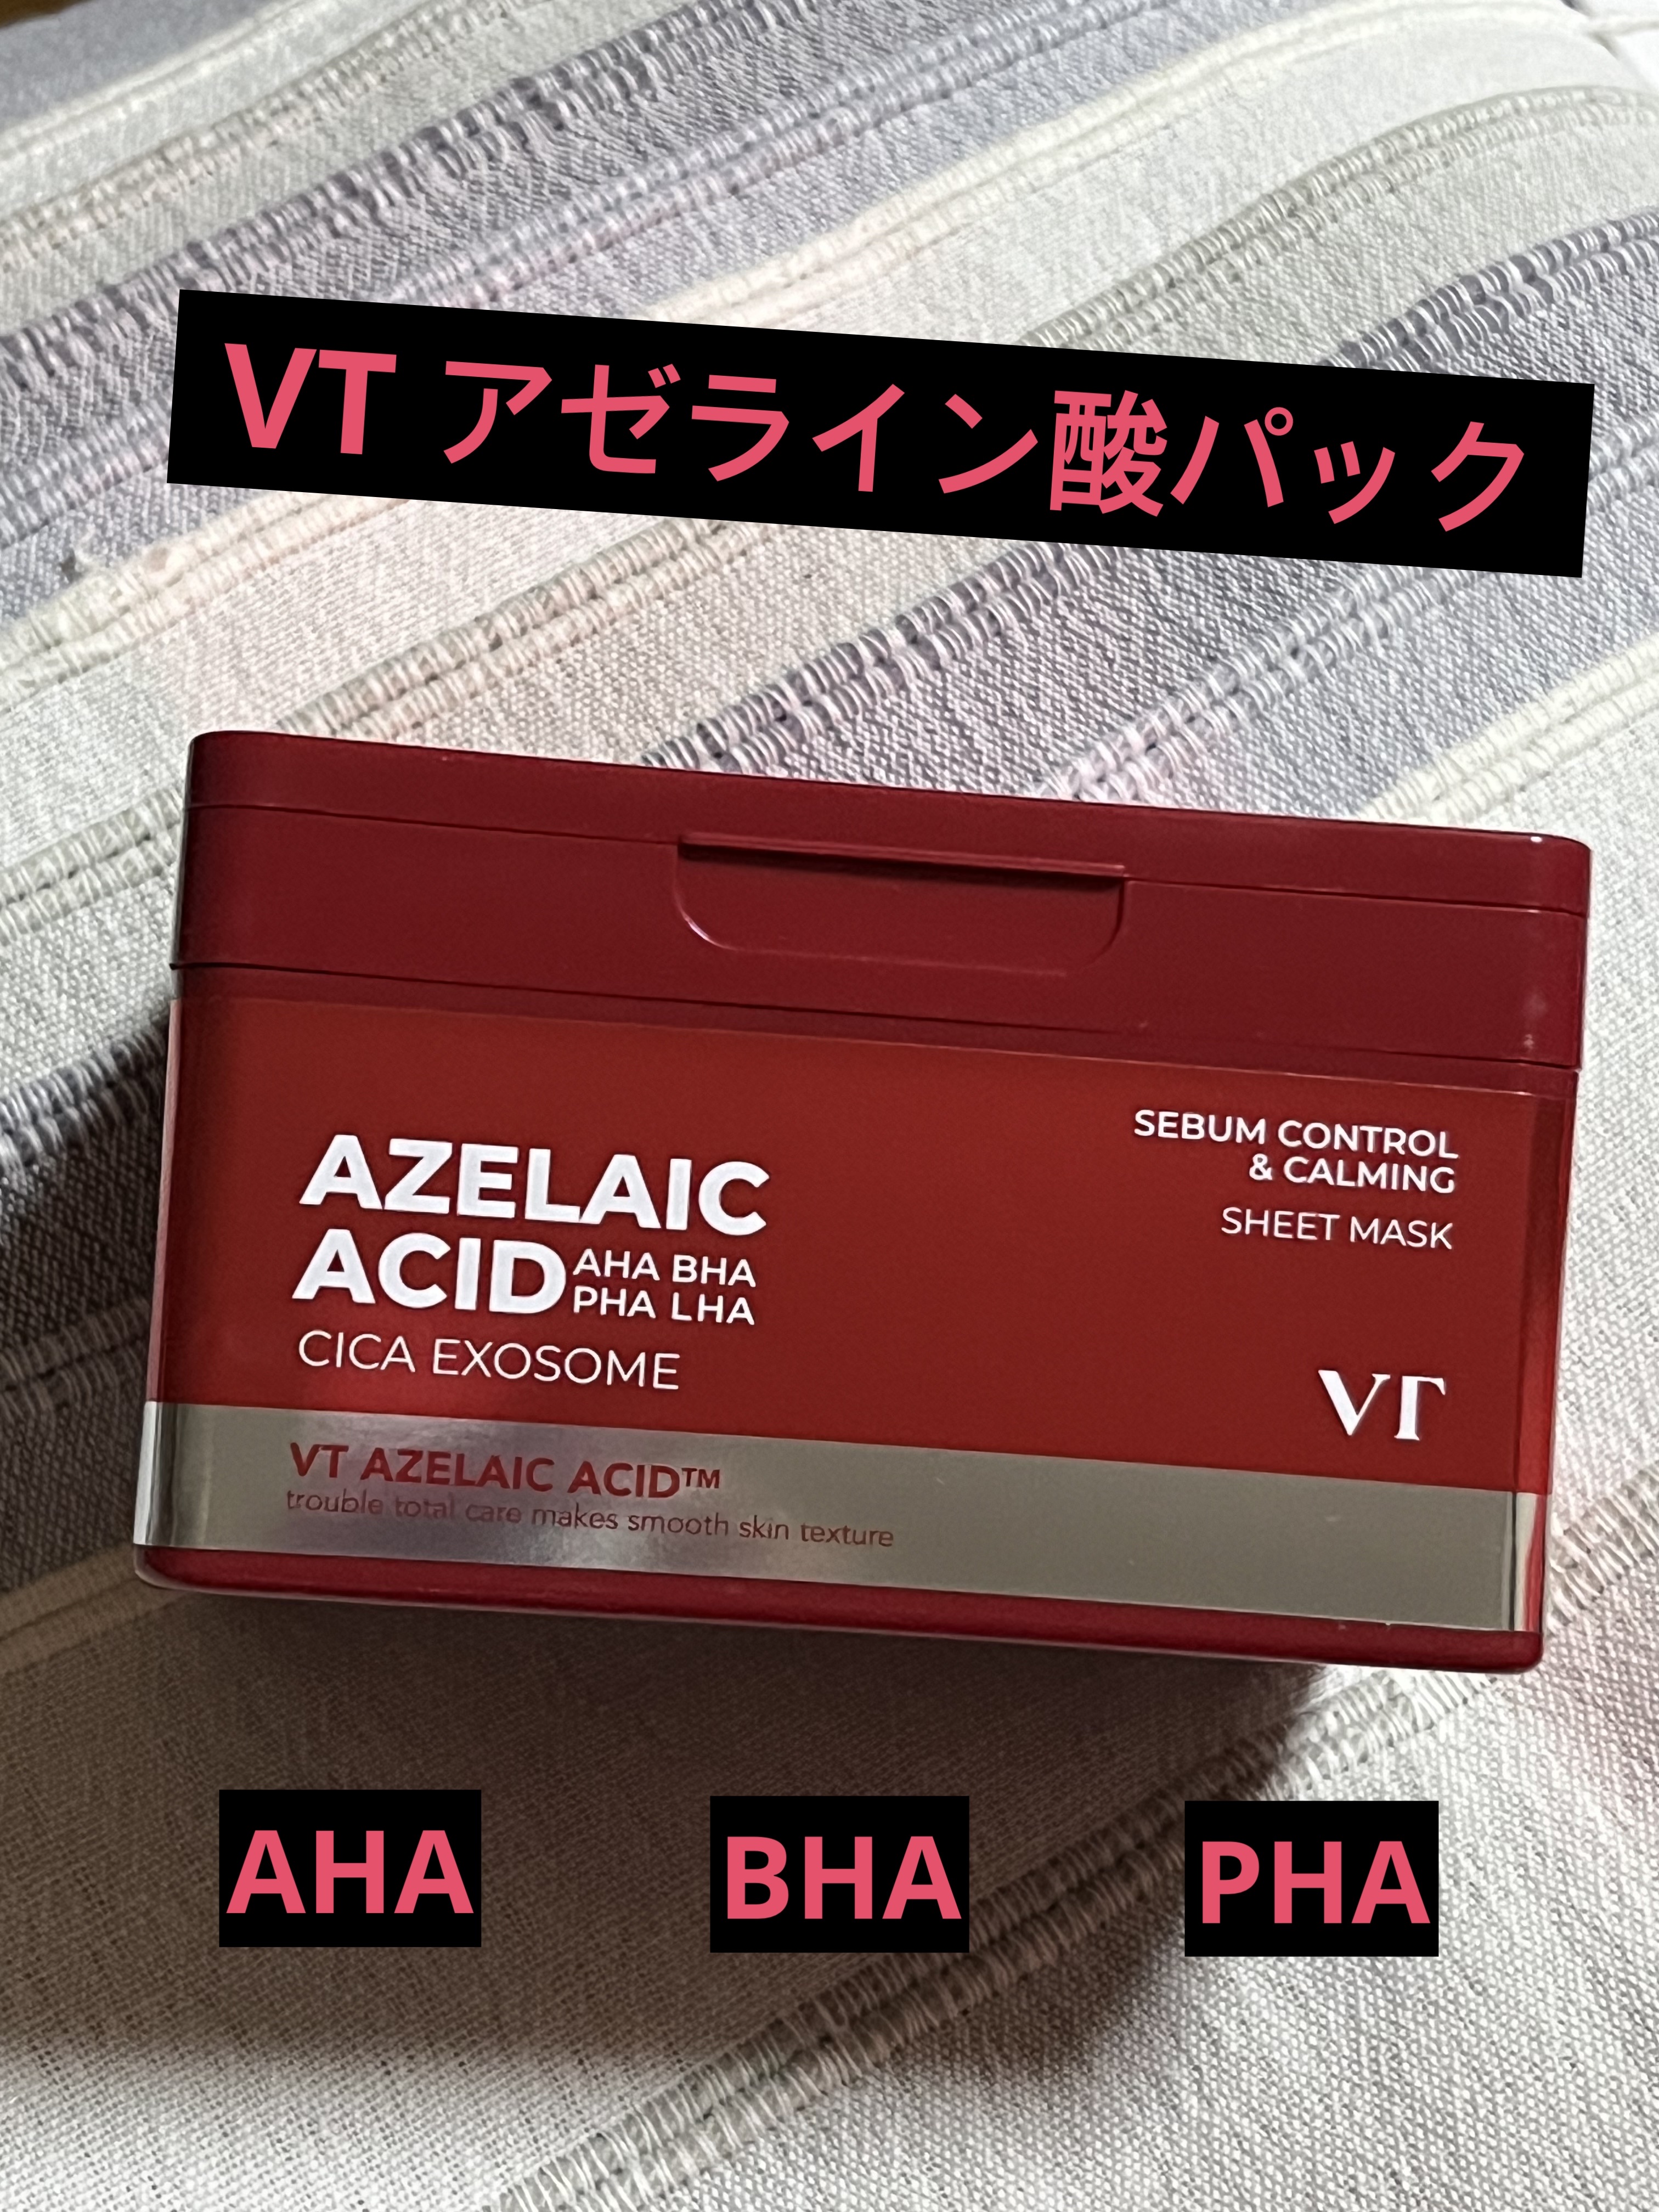 VT アゼライン酸パック
SEBUM CONTROL
& CALMING
SHEET MASK
AZELAIC
ACID AHA BHA
PHA LHA
CICA EXOSOME
VT
VT AZELAIC ACID™
trouble total care makes smooth skin texture
AHA BHA PHA